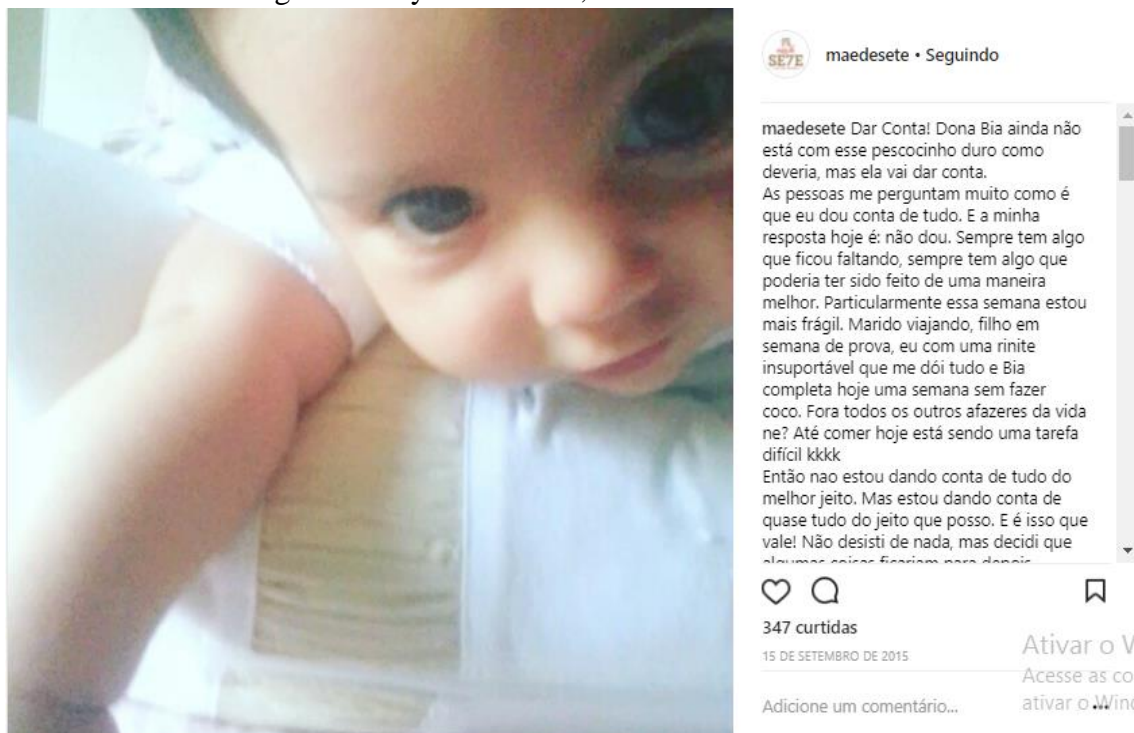 SE7E
maedesete • Seguindo
maedesete Dar Conta! Dona Bia ainda não
está com esse pescocinho duro como
deveria, mas ela vai dar conta.
As pessoas me perguntam muito como é
que eu dou conta de tudo. E a minha
resposta hoje é: não dou. Sempre tem algo
que ficou faltando, sempre tem algo que
poderia ter sido feito de uma maneira
melhor. Particularmente essa semana estou
mais frágil. Marido viajando, filho em
semana de prova, eu com uma rinite
insuportável que me dói tudo e Bia
completa hoje uma semana sem fazer
coco. Fora todos os outros afazeres da vida
ne? Até comer hoje está sendo uma tarefa
difícil kkkk
Então nao estou dando conta de tudo do
melhor jeito. Mas estou dando conta de
quase tudo do jeito que posso. E é isso que
vale! Não desisti de nada, mas decidi que
algumas coisas ficariam para depois
347 curtidas
15 DE SETEMBRO DE 2015
Adicione um comentário...
Ativar o
Acesse as co
ativar o Wind